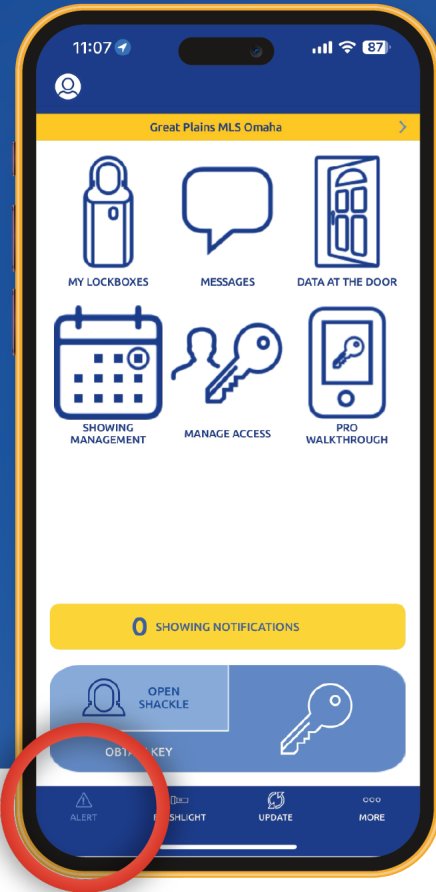 11:07
87
Great Plains MLS Omaha
MY LOCKBOXES
MESSAGES
DATA AT THE DOOR
SHOWING
MANAGEMENT
MANAGE ACCESS
PRO
WALKTHROUGH
0 SHOWING NOTIFICATIONS
OPEN
SHACKLE
KEY
ALERT
UPDATE
MORE